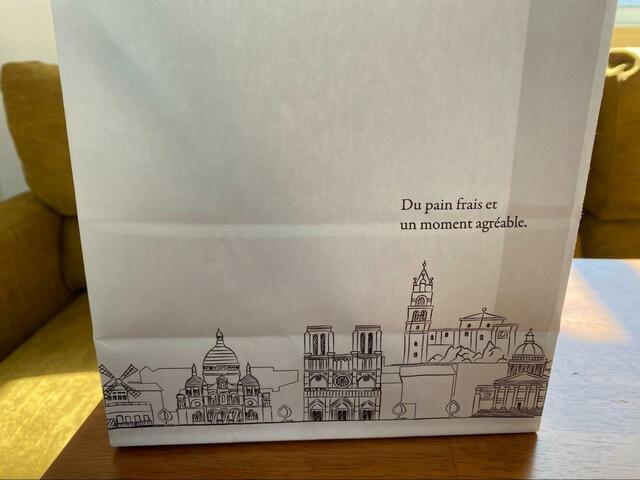 Du pain frais et
un moment agréable.